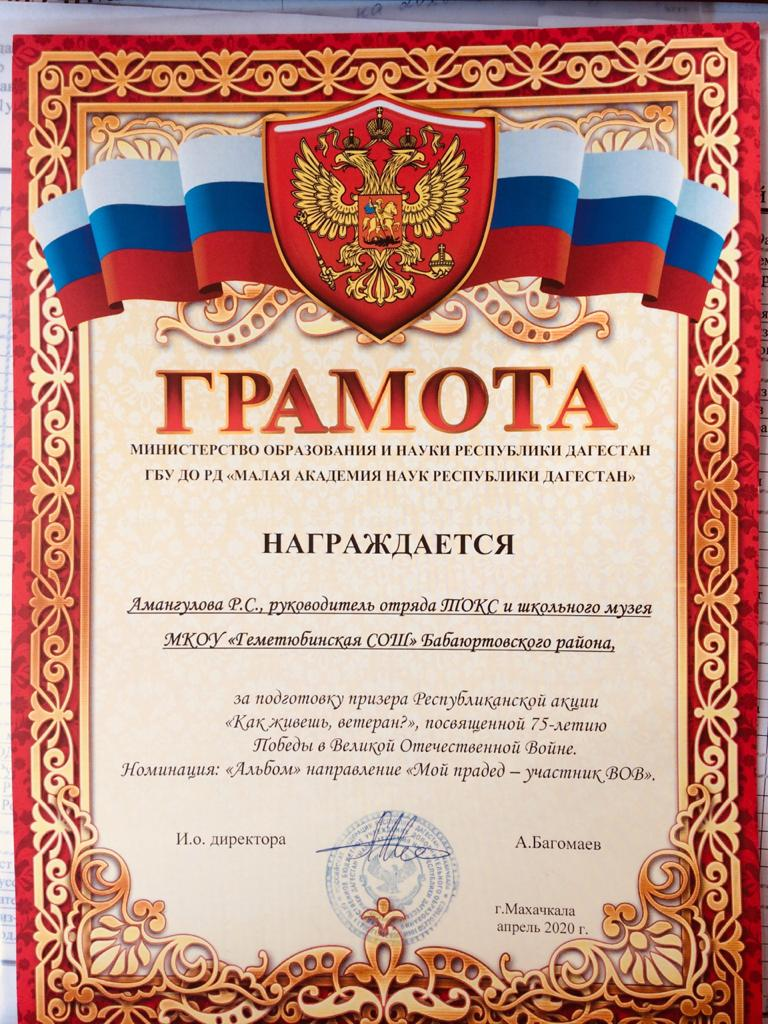 ГРАМОТА
МИНИСТЕРСТВО ОБРАЗОВАНИЯ И НАУКИ РЕСПУБЛИКИ ДАГЕСТАН
ГБУ ДО РД «МАЛАЯ АКАДЕМИЯ НАУК РЕСПУБЛИКИ ДАГЕСТАН»
НАГРАЖДАЕТСЯ
Амангулова Р.С., руководитель отряда ТОКС и школьного музея
МКОУ «Геметюбинская СОШ» Бабаюртовского района,
за подготовку призера Республиканской акции
«Как живешь, ветеран?», посвященной 75-летию
Победы в Великой Отечественной Войне.
Номинация: «Альбом» направление «Мой прадед – участник ВОВ».
И.о. директора
А.Багомаев
г.Махачкала
апрель 2020 г.